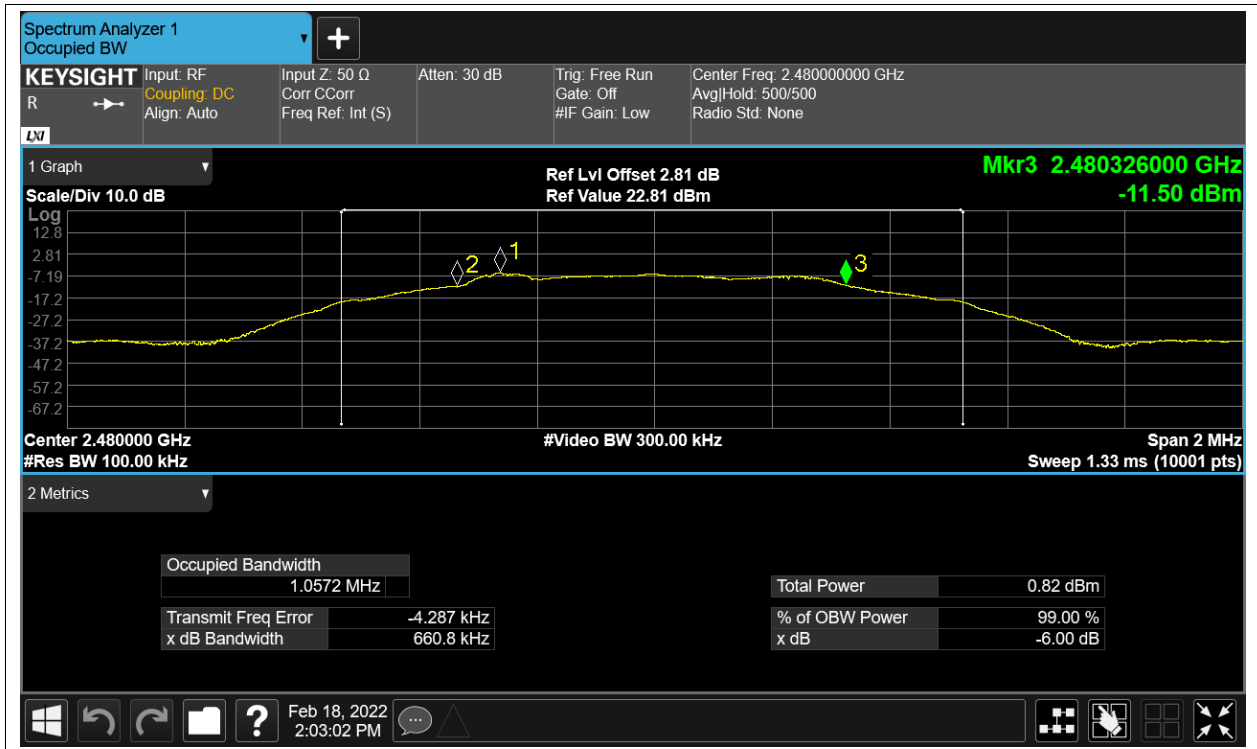 Spectrum Analyzer 1
Occupied BW
KEYSIGHT
R
LXI
Input: RF
Coupling: DC
Align: Auto
Input Z: 50 Ω
Corr CCorr
Freq Ref: Int (S)
Atten: 30 dB
Trig: Free Run
Gate: Off
#IF Gain: Low
Center Freq: 2.480000000 GHz
Avg|Hold: 500/500
Radio Std: None
1 Graph
Scale/Div 10.0 dB
Ref Lvl Offset 2.81 dB
Ref Value 22.81 dBm
Mkr3 2.480326000 GHz
-11.50 dBm
Log
12.8
2.81
-7.19
-17.2
-27.2
-37.2
-47.2
-57.2
-67.2
2 1 3
Center 2.480000 GHz
#Res BW 100.00 kHz
#Video BW 300.00 kHz
Span 2 MHz
Sweep 1.33 ms (10001 pts)
2 Metrics
Occupied Bandwidth
1.0572 MHz
Transmit Freq Error -4.287 kHz
x dB Bandwidth 660.8 kHz
Total Power 0.82 dBm
% of OBW Power 99.00 %
x dB -6.00 dB
?
Feb 18, 2022
2:03:02 PM